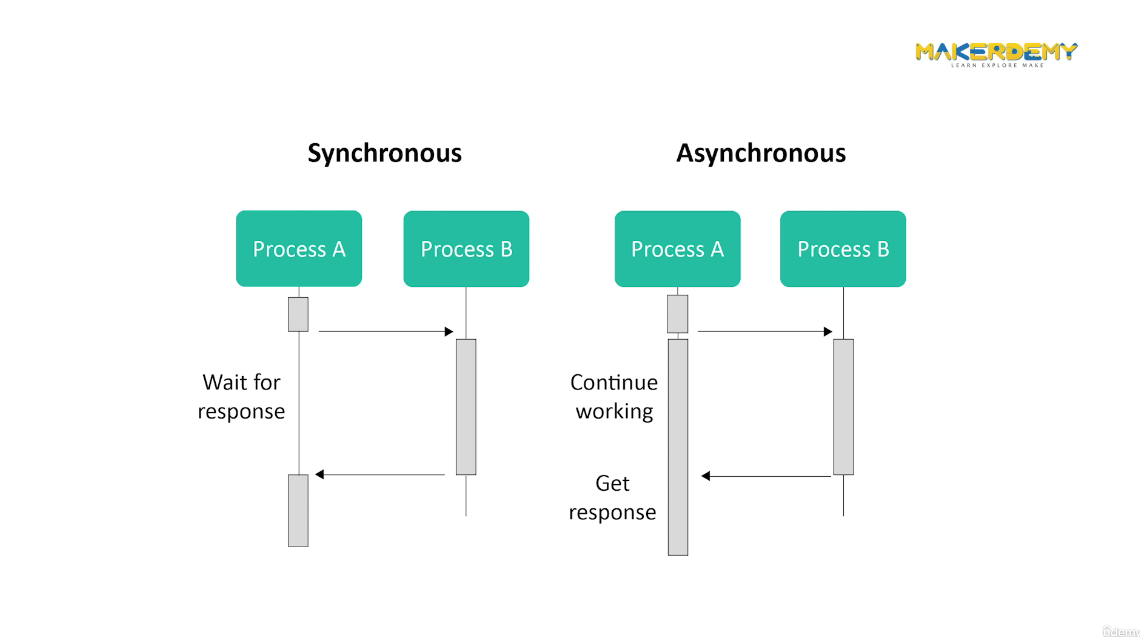 MAKERDEMY
LEARN EXPLORE MAKE
Synchronous
Asynchronous
Process A
Process B
Process A
Process B
Wait for
response
Continue
working
Get
response
Udemy